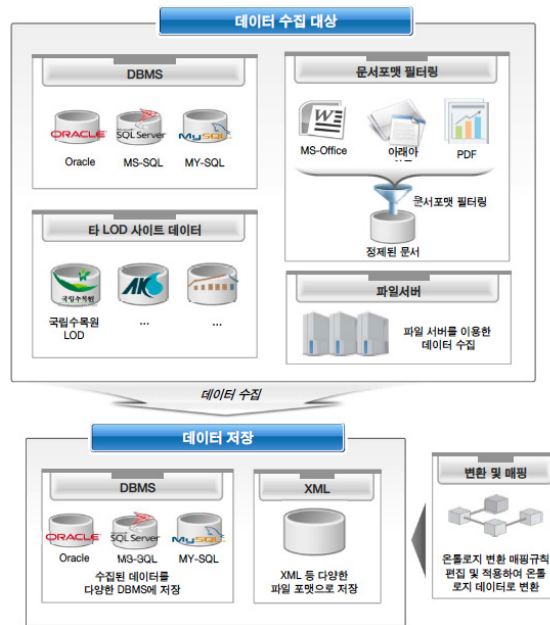 데이터 수집 대상
DBMS
ORACLE
SQL Server
MySQL
Oracle
MS-SQL
MY-SQL
문서포맷 필터링
W
MS-Office
아래아
PDF
문서포맷 필터링
정제된 문서
타 LOD 사이트 데이터
국립수목원
AK
국립수목원
LOD
...
...
파일서버
파일 서버를 이용한
데이터 수집
데이터 수집
데이터 저장
DBMS
ORACLE
SQL Server
MySQL
Oracle
MS-SQL
MY-SQL
수집된 데이터를
다양한 DBMS에 저장
XML
XML 등 다양한
파일 포맷으로 저장
변환 및 매핑
온톨로지 변환 매핑규칙
편집 및 적용하여 온톨
로지 데이터로 변환